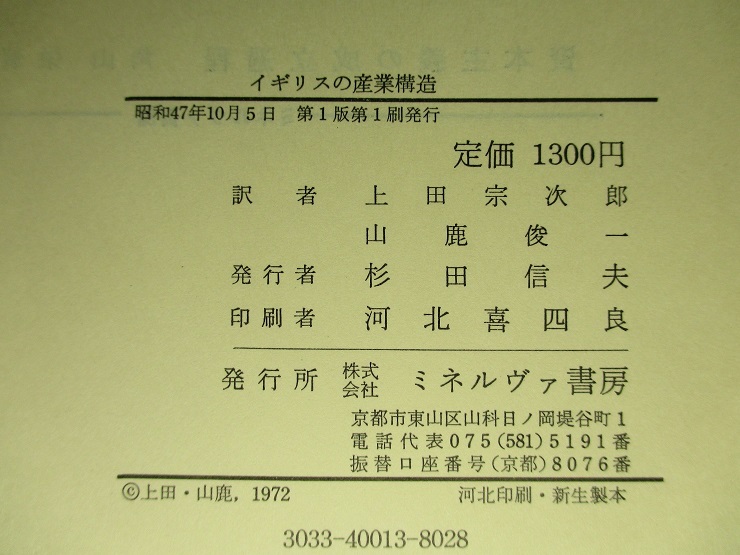 イギリスの産業構造
昭和47年10月5日 第1版第1刷発行
定価 1300円
訳者 上田宗次郎
山鹿俊一
発行者 杉田信夫
印刷者 河北喜四良
発行所 株式会社 ミネルヴァ書房
京都市東山区山科日ノ岡堤谷町1
電話代表075(581)5191番
振替口座番号(京都)8076番
©上田・山鹿, 1972 河北印刷・新生製本
3033-40013-8028